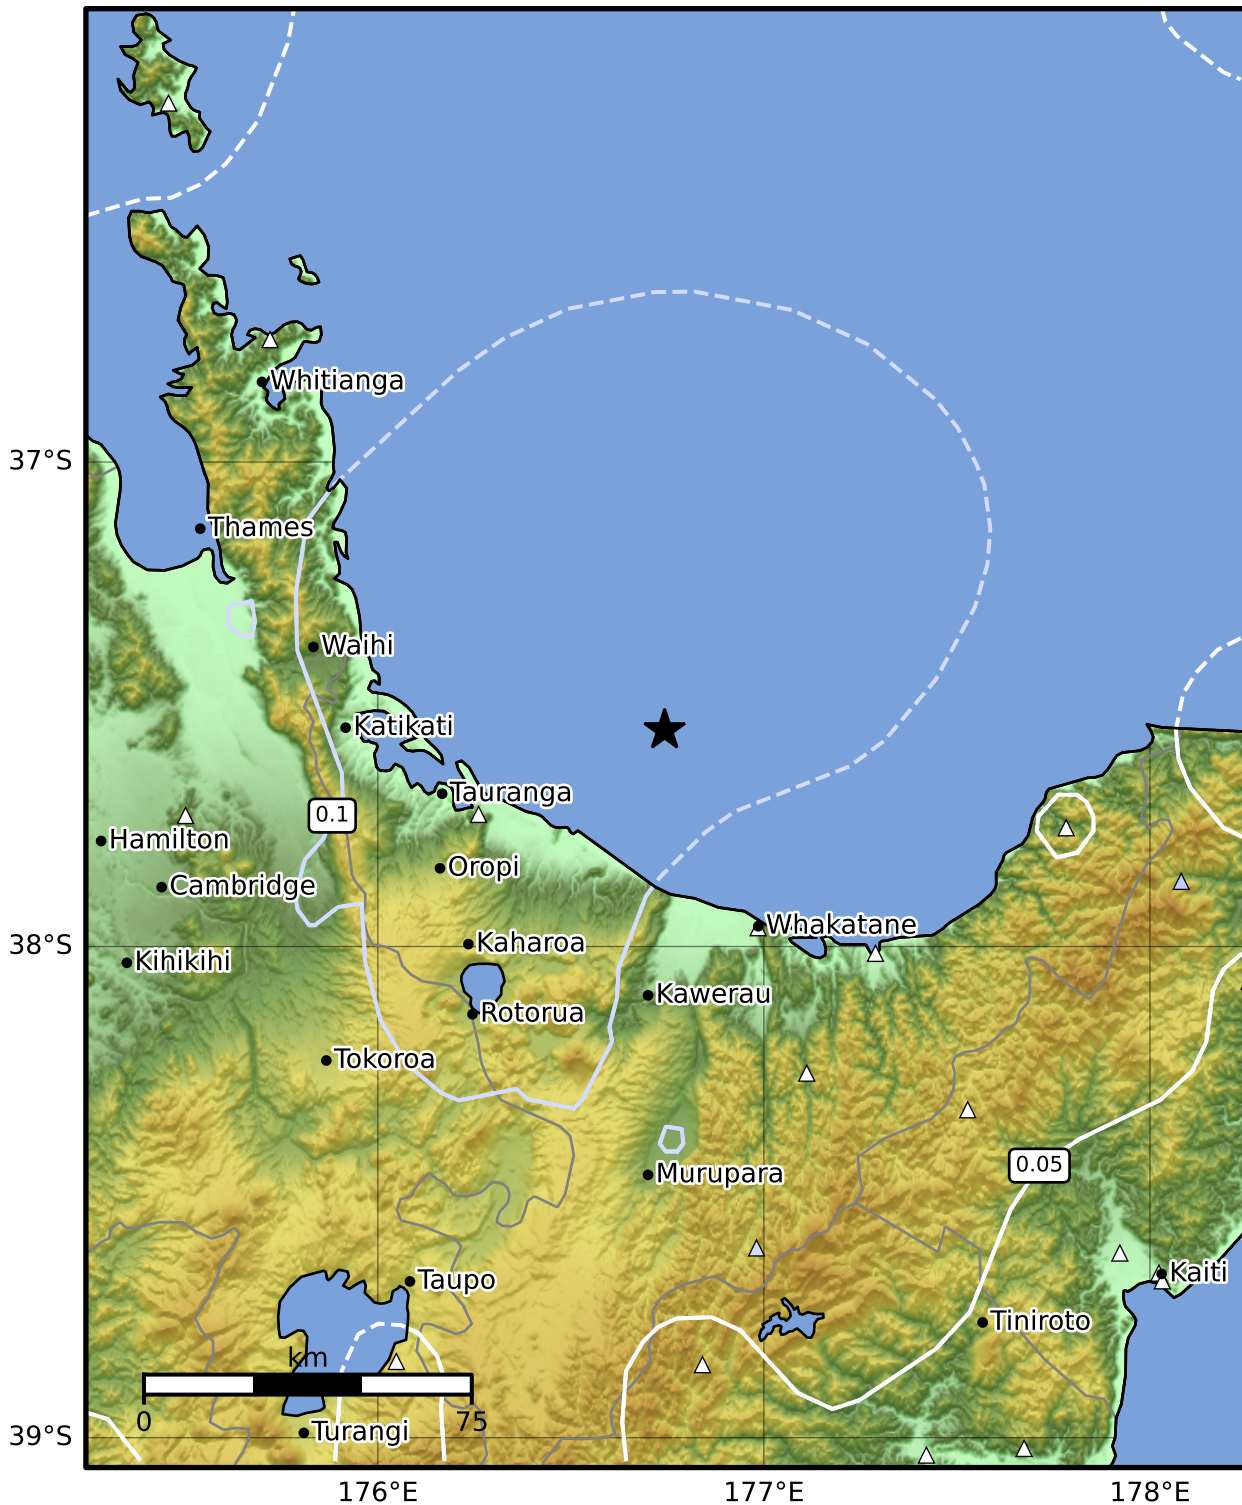 Whitianga
37°S
Thames
Waihi
Katikati
Tauranga
0.1
Hamilton
Oropi
Cambridge
Whakatane
Kaharoa
38°S
Kihikihi
Kawerau
Rotorua
Tokoroa
0.05
Murupara
Kaiti
Taupo
Tiniroto
km
0
75
Turangi
39°S
176°E
177°E
178°E